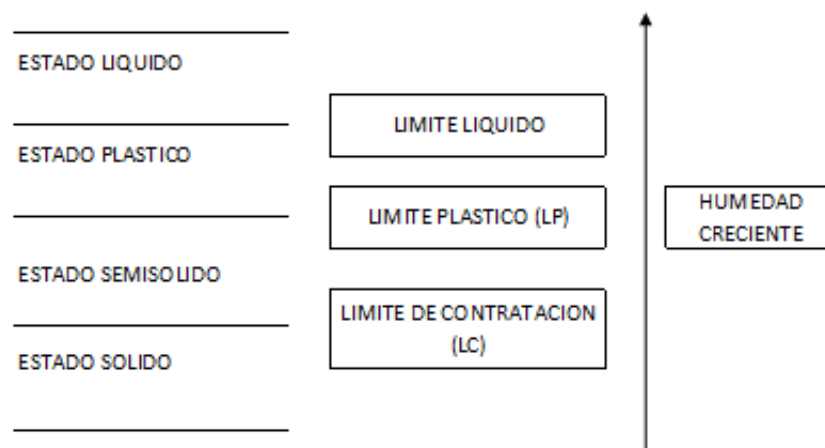 ESTADO LIQUIDO
LIMITE LIQUIDO
ESTADO PLASTICO
LIMITE PLASTICO (LP)
HUMEDAD
CRECIENTE
ESTADO SEMISOLIDO
LIMITE DE CONTRATACION
(LC)
ESTADO SOLIDO